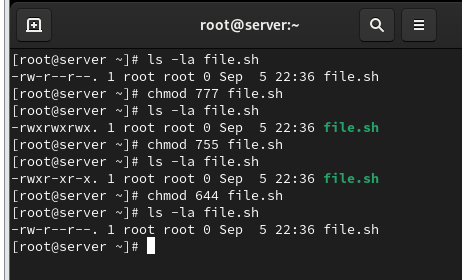 root@server:~
[root@server ~]# ls -la file.sh
-rw-r--r--. 1 root root 0 Sep  5 22:36 file.sh
[root@server ~]# chmod 777 file.sh
[root@server ~]# ls -la file.sh
-rwxrwxrwx. 1 root root 0 Sep  5 22:36 file.sh
[root@server ~]# chmod 755 file.sh
[root@server ~]# ls -la file.sh
-rwxr-xr-x. 1 root root 0 Sep  5 22:36 file.sh
[root@server ~]# chmod 644 file.sh
[root@server ~]# ls -la file.sh
-rw-r--r--. 1 root root 0 Sep  5 22:36 file.sh
[root@server ~]#